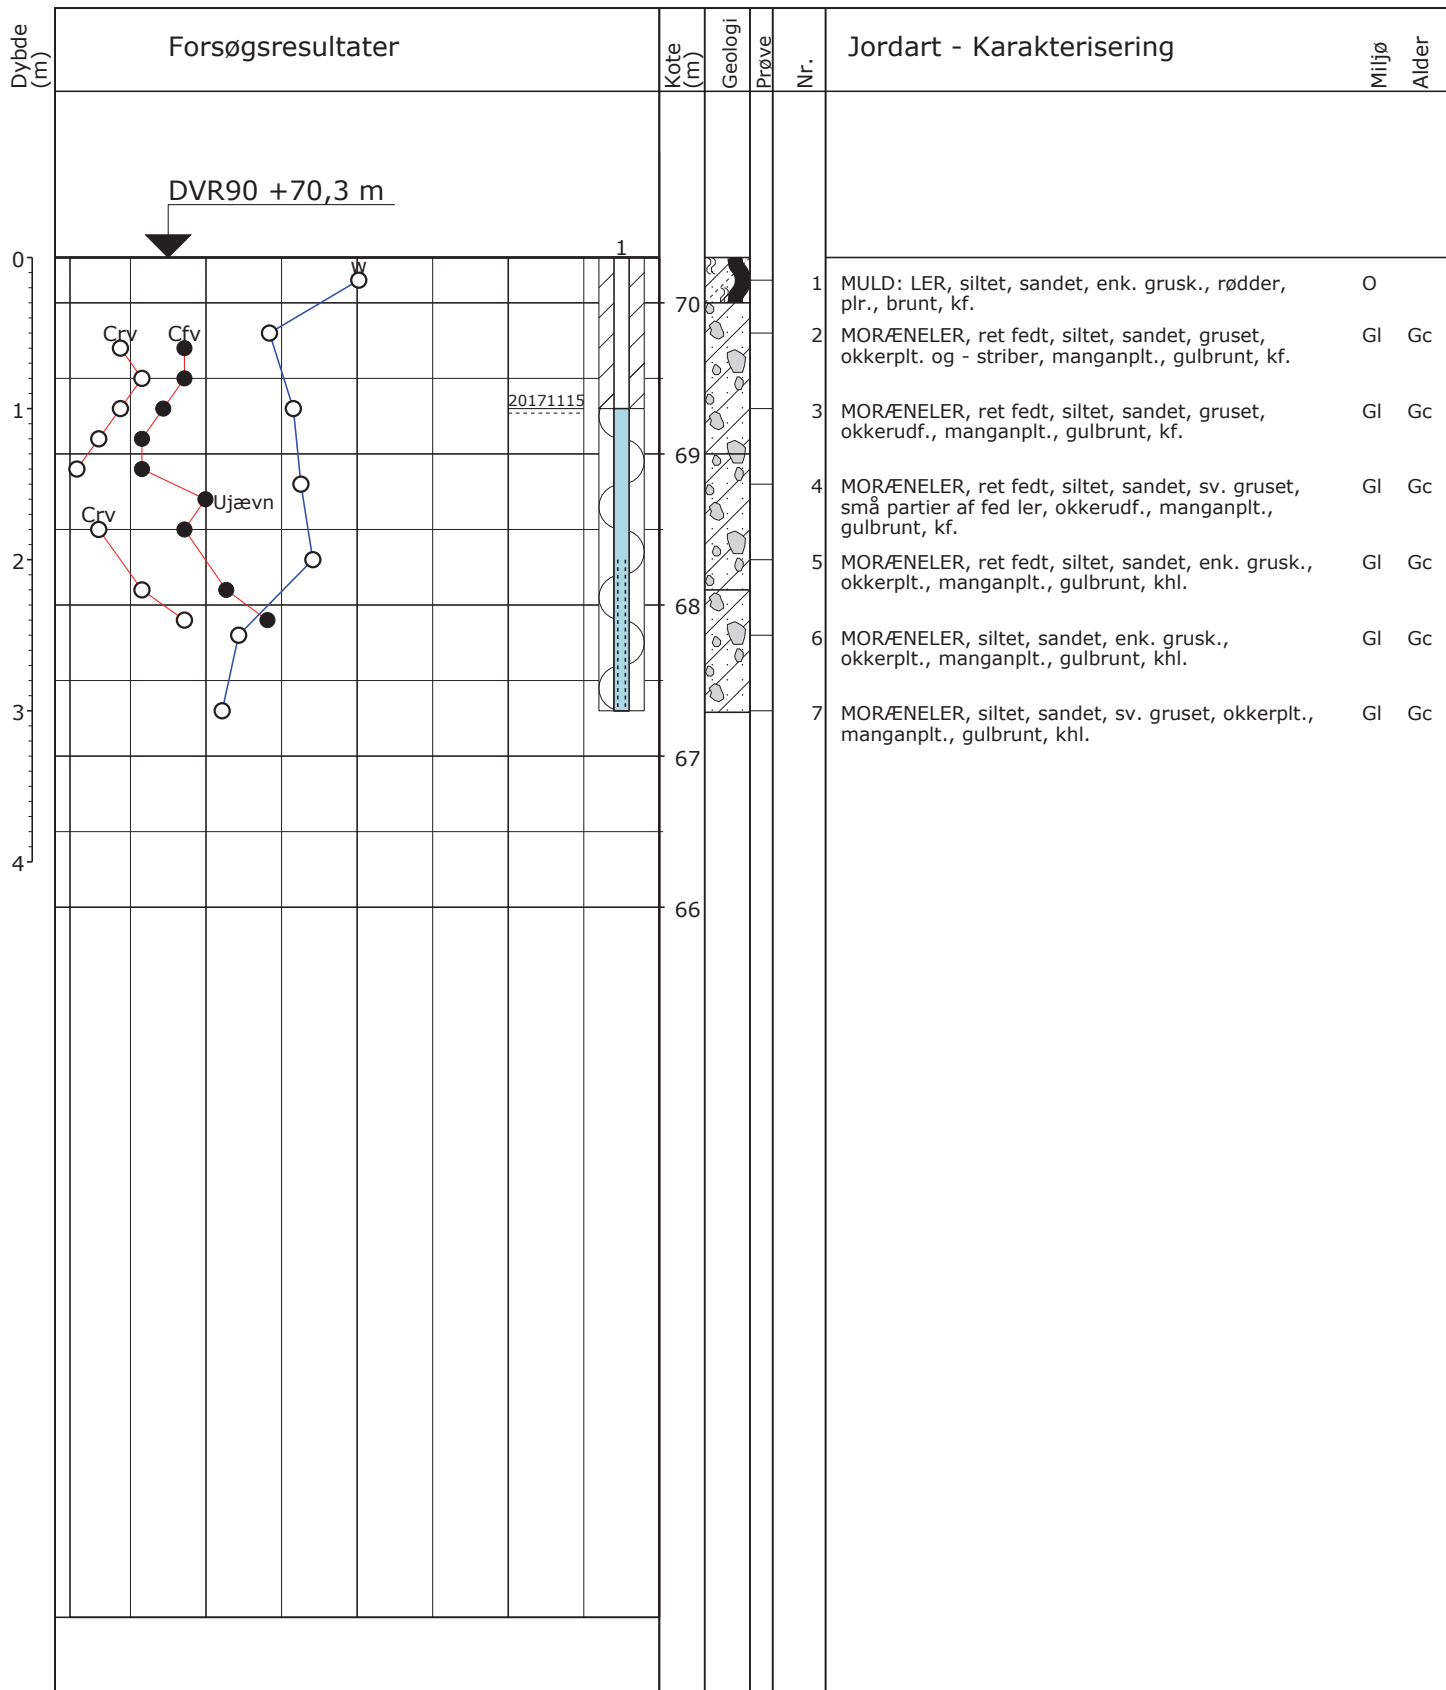 Dybde (m)
Forsøgsresultater
Kote (m)
Geologi
Prøve
Nr.
Jordart - Karakterisering
Miljø
Alder
DVR90 +70,3 m
1
0
w
1 MULD: LER, siltet, sandet, enk. grusk., rødder, O
plr., brunt, kf.
70
Crv Cfv
2 MORÆNELER, ret fedt, siltet, sandet, gruset, Gl Gc
okkerplt. og - striber, manganplt., gulbrunt, kf.
1
20171115
3 MORÆNELER, ret fedt, siltet, sandet, gruset, Gl Gc
okkerudf., manganplt., gulbrunt, kf.
69
4 MORÆNELER, ret fedt, siltet, sandet, sv. gruset, Gl Gc
små partier af fed ler, okkerudf., manganplt.,
gulbrunt, kf.
Ujævn
Crv
2
5 MORÆNELER, ret fedt, siltet, sandet, enk. grusk., Gl Gc
okkerplt., manganplt., gulbrunt, khl.
68
6 MORÆNELER, siltet, sandet, enk. grusk., Gl Gc
okkerplt., manganplt., gulbrunt, khl.
3
7 MORÆNELER, siltet, sandet, sv. gruset, okkerplt., Gl Gc
manganplt., gulbrunt, khl.
67
4
66